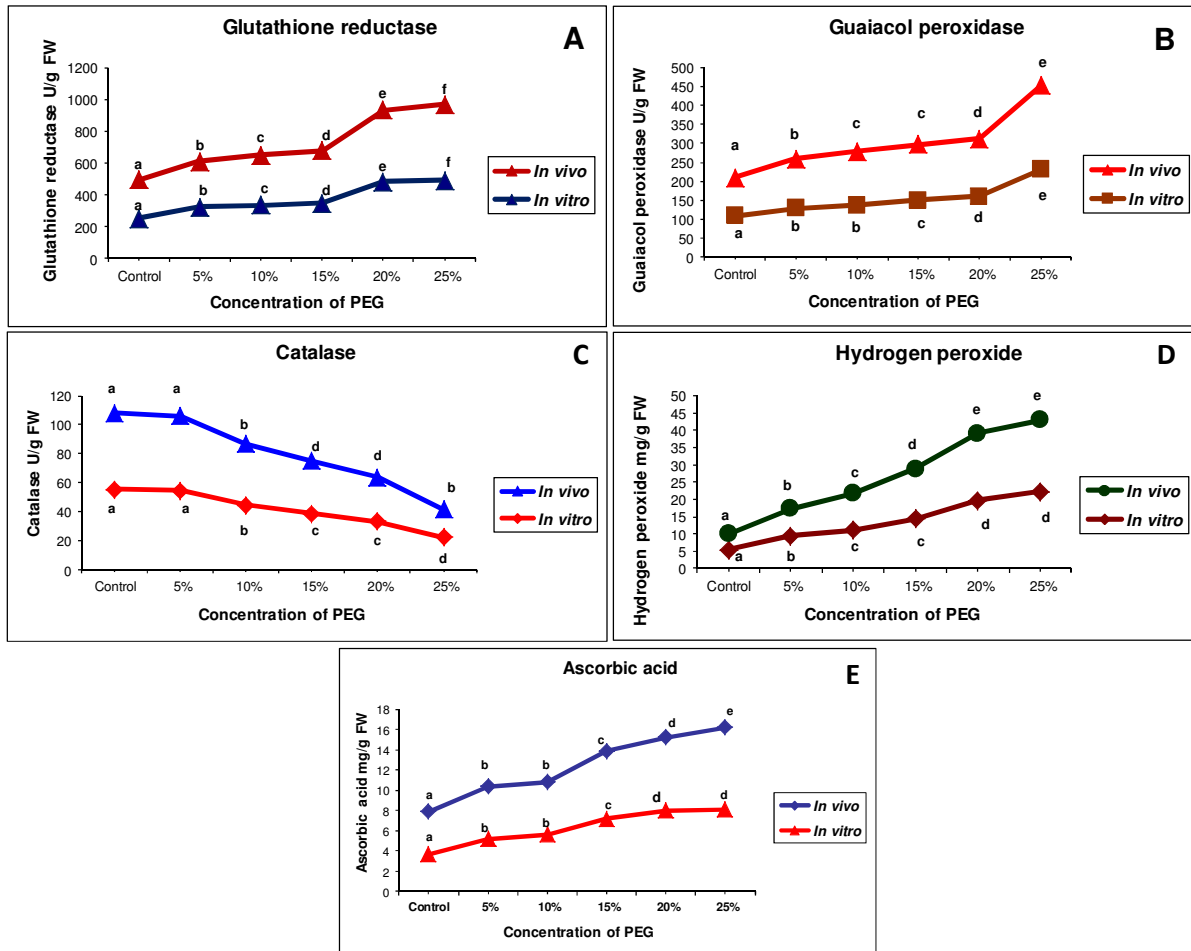 Glutathione reductase
A
Glutathione reductase U/g FW
1200
1000
800
600
400
200
0
a b c d e f
a b c d e f
Control 5% 10% 15% 20% 25%
Concentration of PEG
In vivo
In vitro
Guaiacol peroxidase
B
Guaiacol peroxidase U/g FW
500
450
400
350
300
250
200
150
100
50
0
a b c c d e
a b b c d e
Control 5% 10% 15% 20% 25%
Concentration of PEG
In vivo
In vitro
Catalase
C
Catalase U/g FW
120
100
80
60
40
20
0
a a b d d b
a a b c c d
Control 5% 10% 15% 20% 25%
Concentration of PEG
In vivo
In vitro
Hydrogen peroxide
D
Hydrogen peroxide mg/g FW
50
45
40
35
30
25
20
15
10
5
0
a b c d e e
a b c c d d
Control 5% 10% 15% 20% 25%
Concentration of PEG
In vivo
In vitro
Ascorbic acid
E
Ascorbic acid mg/g FW
18
16
14
12
10
8
6
4
2
0
a b b c d e
a b b c d d
Control 5% 10% 15% 20% 25%
Concentration of PEG
In vivo
In vitro